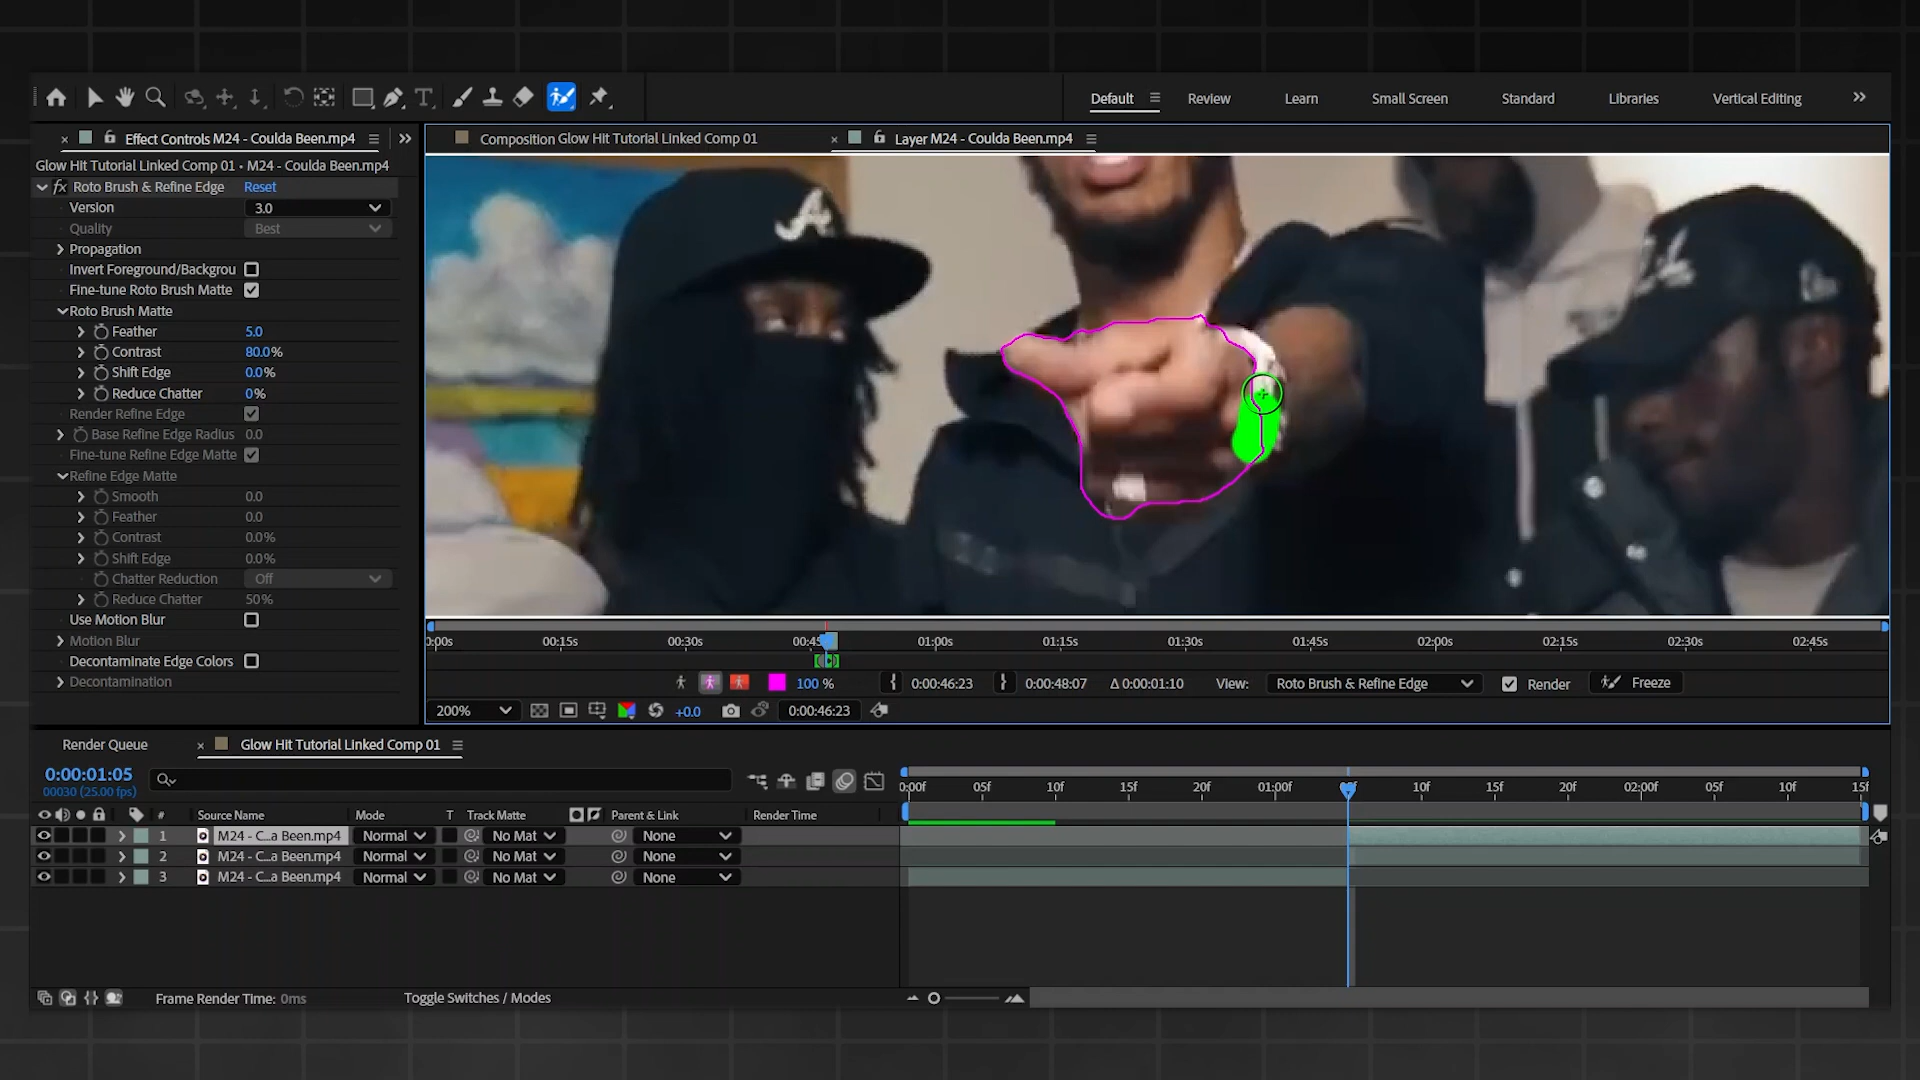 Default Review Learn Small Screen Standard Libraries Vertical Editing
Effect Controls M24 - Coulda Been.mp4
Composition Glow Hit Tutorial Linked Comp 01
Layer M24 - Coulda Been.mp4
Glow Hit Tutorial Linked Comp 01 • M24 - Coulda Been.mp4
fx Roto Brush & Refine Edge Reset
Version 3.0
Quality Best
Propagation
Invert Foreground/Backgrou
Fine-tune Roto Brush Matte
Roto Brush Matte
Feather 5.0
Contrast 80.0%
Shift Edge 0.0%
Reduce Chatter 0%
Render Refine Edge
Base Refine Edge Radius 0.0
Fine-tune Refine Edge Matte
Refine Edge Matte
Smooth 0.0
Feather 0.0
Contrast 0.0%
Shift Edge 0.0%
Chatter Reduction Off
Reduce Chatter 50%
Use Motion Blur
Motion Blur
Decontaminate Edge Colors
Decontamination
A
0:00s 00:15s 00:30s 00:45 01:00s 01:15s 01:30s 01:45s 02:00s 02:15s 02:30s 02:45s
100 % 0:00:46:23 0:00:48:07 Δ 0:00:01:10 View: Roto Brush & Refine Edge Render Freeze
200% +0.0 0:00:46:23
Render Queue Glow Hit Tutorial Linked Comp 01
0:00:01:05
00030 (25.00 fps)
0:00f 05f 10f 15f 20f 01:00f 10f 15f 20f 02:00f 05f 10f 15f
# Source Name Mode T Track Matte Parent & Link Render Time
1 M24 - C...a Been.mp4 Normal No Mat None
2 M24 - C...a Been.mp4 Normal No Mat None
3 M24 - C...a Been.mp4 Normal No Mat None
Frame Render Time: 0ms Toggle Switches / Modes